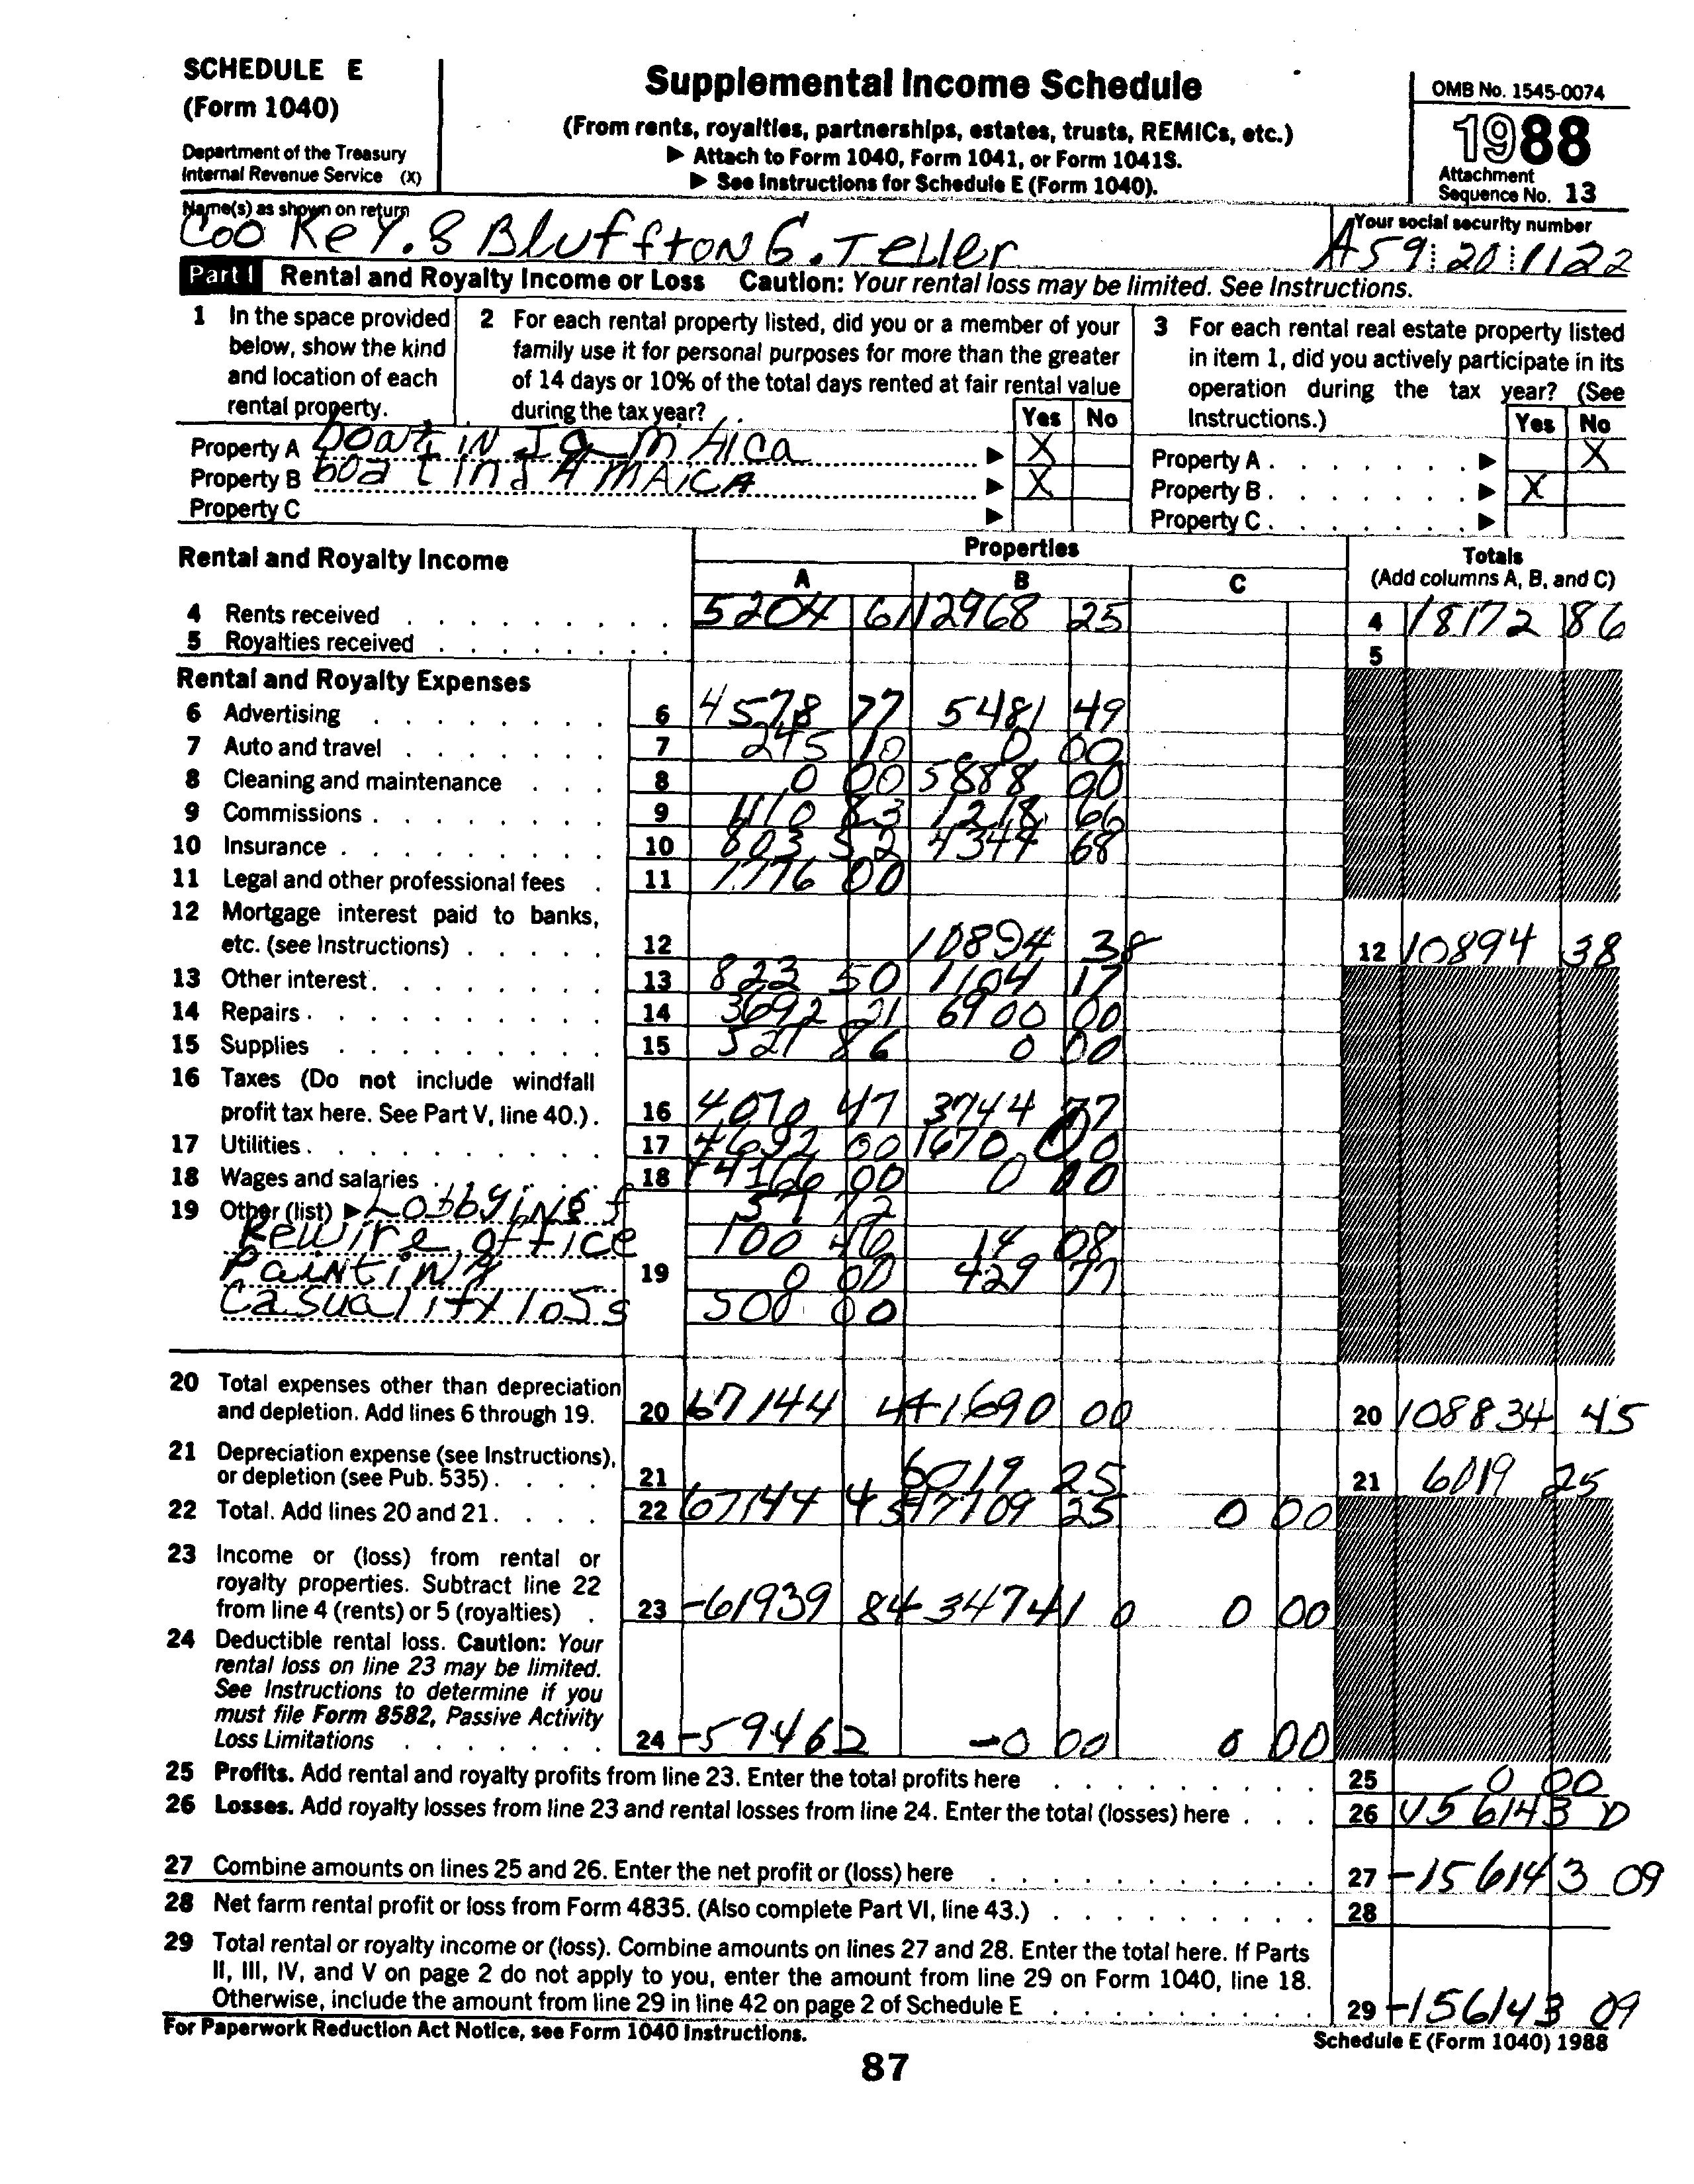 SCHEDULE E
(Form 1040)
Department of the Treasury
Internal Revenue Service (X)
Supplemental Income Schedule
(From rents, royalties, partnerships, estates, trusts, REMICs, etc.)
▶ Attach to Form 1040, Form 1041, or Form 1041S.
▶ See Instructions for Schedule E (Form 1040).
OMB No. 1545-0074
1988
Attachment
Sequence No. 13
Name(s) as shown on return
Coo Key. & Bluffton G. Teller
Your social security number
A59 20 1122
Part I Rental and Royalty Income or Loss Caution: Your rental loss may be limited. See Instructions.
1 In the space provided below, show the kind and location of each rental property.
2 For each rental property listed, did you or a member of your family use it for personal purposes for more than the greater of 14 days or 10% of the total days rented at fair rental value during the tax year?
Yes No
3 For each rental real estate property listed in item 1, did you actively participate in its operation during the tax year? (See Instructions.)
Yes No
Property A boat in Jamaica ▶ X
Property A . . . . . . . ▶ X
Property B boat in JAMAICA ▶ X
Property B . . . . . . . ▶ X
Property C ▶
Property C . . . . . . . ▶
Rental and Royalty Income
Properties
A B C
Totals
(Add columns A, B, and C)
4 Rents received 5204 61 12968 25 4 18172 86
5 Royalties received 5
Rental and Royalty Expenses
6 Advertising 6 4578 77 5481 49
7 Auto and travel 7 245 10 0 00
8 Cleaning and maintenance 8 0 00 5888 00
9 Commissions 9 410 83 1218 66
10 Insurance 10 803 52 4344 68
11 Legal and other professional fees 11 1776 00
12 Mortgage interest paid to banks, etc. (see Instructions) 12 10894 38 12 10894 38
13 Other interest 13 823 50 1104 17
14 Repairs 14 3692 21 6900 00
15 Supplies 15 521 86 0 00
16 Taxes (Do not include windfall profit tax here. See Part V, line 40.) 16 4070 47 3744 77
17 Utilities 17 4692 00 1670 00
18 Wages and salaries 18 44166 00 0 00
19 Other (list) ▶ Lobbying 57 72
Rewire office 100 46 14 08
Painting 19 0 00 429 77
Casuality loss 500 00
20 Total expenses other than depreciation and depletion. Add lines 6 through 19. 20 67144 4 41690 00 20 108834 45
21 Depreciation expense (see Instructions), or depletion (see Pub. 535) 21 6019 25 21 6019 25
22 Total. Add lines 20 and 21 22 67144 45 47709 25 0 00
23 Income or (loss) from rental or royalty properties. Subtract line 22 from line 4 (rents) or 5 (royalties) 23 -61939 84 -34741 0 0 00
24 Deductible rental loss. Caution: Your rental loss on line 23 may be limited. See Instructions to determine if you must file Form 8582, Passive Activity Loss Limitations 24 -59462 -0 00 0 00
25 Profits. Add rental and royalty profits from line 23. Enter the total profits here 25 0 00
26 Losses. Add royalty losses from line 23 and rental losses from line 24. Enter the total (losses) here 26
27 Combine amounts on lines 25 and 26. Enter the net profit or (loss) here 27 -156143 09
28 Net farm rental profit or loss from Form 4835. (Also complete Part VI, line 43.) 28
29 Total rental or royalty income or (loss). Combine amounts on lines 27 and 28. Enter the total here. If Parts
II, III, IV, and V on page 2 do not apply to you, enter the amount from line 29 on Form 1040, line 18.
Otherwise, include the amount from line 29 in line 42 on page 2 of Schedule E 29 -156143 09
For Paperwork Reduction Act Notice, see Form 1040 Instructions.
Schedule E (Form 1040) 1988
87